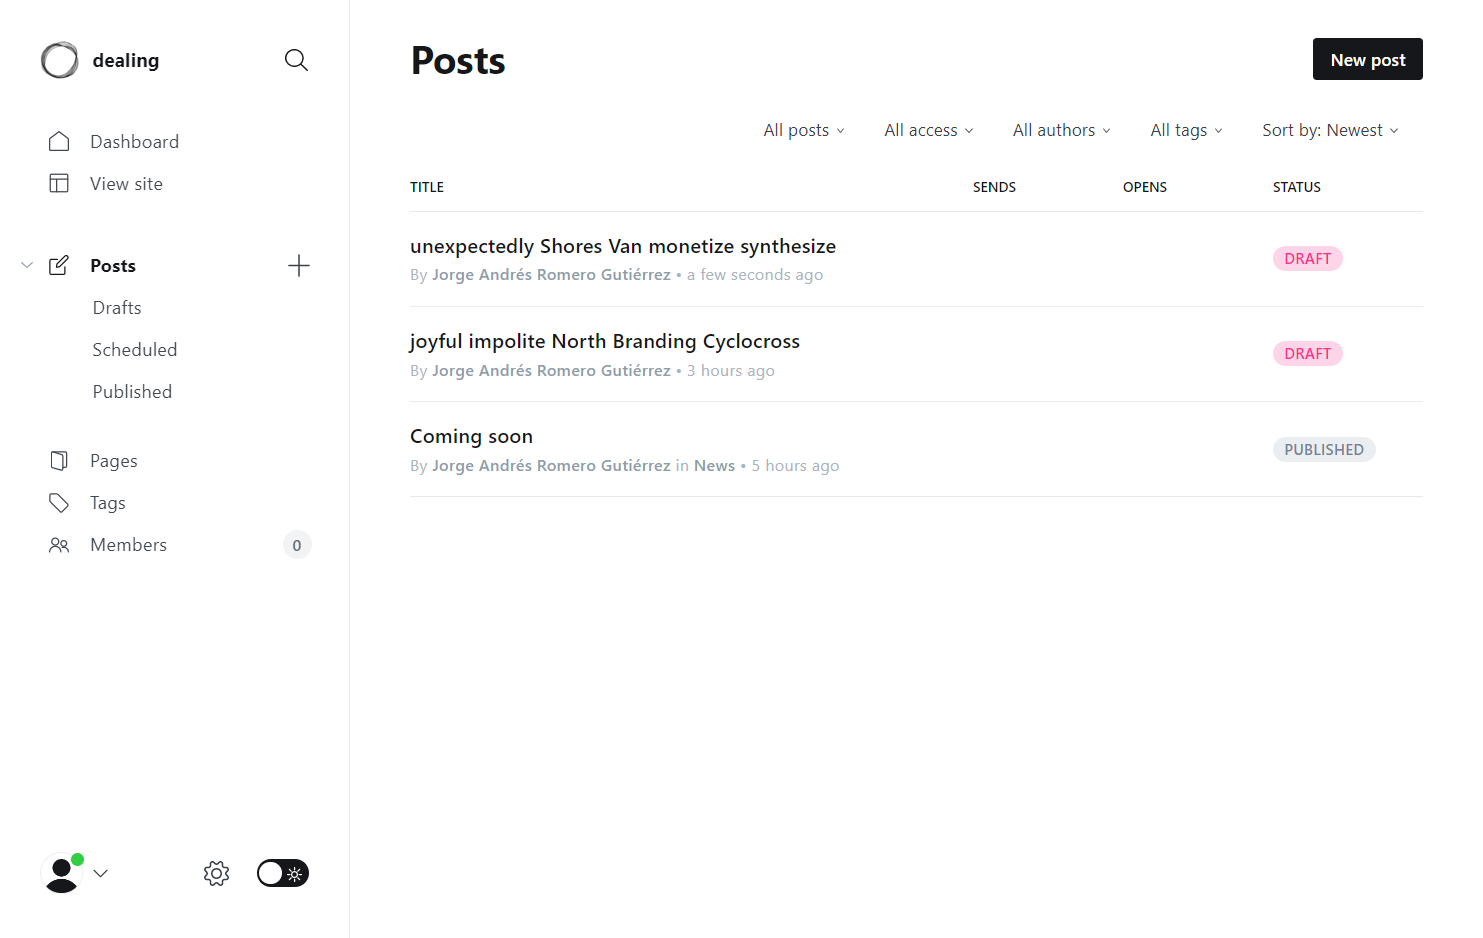 dealing
Dashboard
View site
Posts
Drafts
Scheduled
Published
Pages
Tags
Members 0
Posts
New post
All posts All access All authors All tags Sort by: Newest
TITLE SENDS OPENS STATUS
unexpectedly Shores Van monetize synthesize
By Jorge Andrés Romero Gutiérrez • a few seconds ago
DRAFT
joyful impolite North Branding Cyclocross
By Jorge Andrés Romero Gutiérrez • 3 hours ago
DRAFT
Coming soon
By Jorge Andrés Romero Gutiérrez in News • 5 hours ago
PUBLISHED